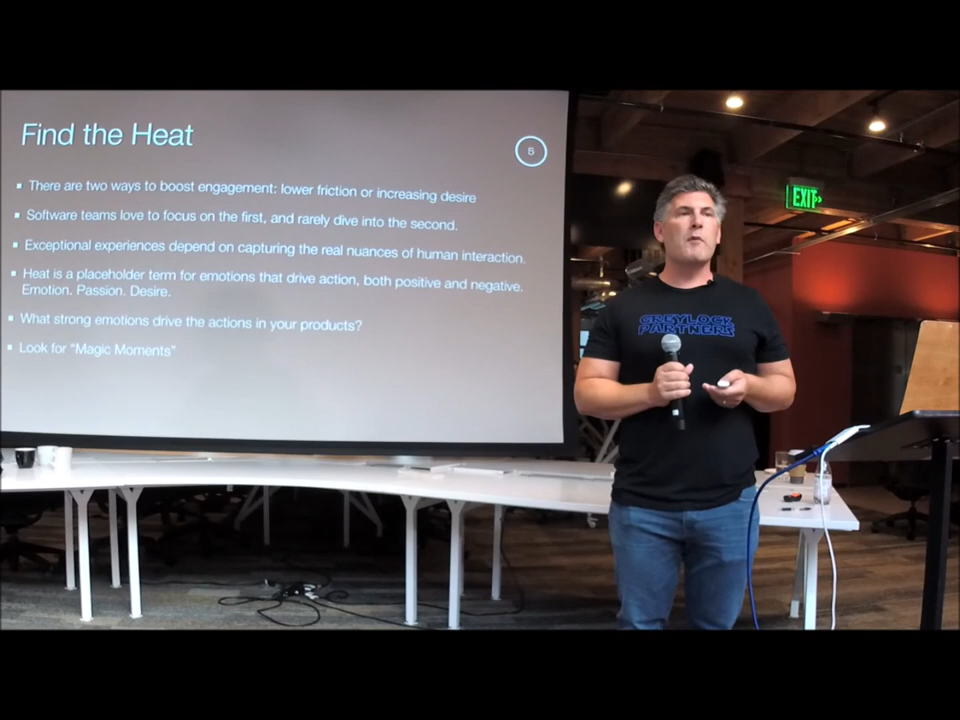 Find the Heat
5
There are two ways to boost engagement: lower friction or increasing desire
Software teams love to focus on the first, and rarely dive into the second.
Exceptional experiences depend on capturing the real nuances of human interaction.
Heat is a placeholder term for emotions that drive action, both positive and negative.
Emotion. Passion. Desire.
What strong emotions drive the actions in your products?
Look for "Magic Moments"
EXIT
GREYLOCK
PARTNERS